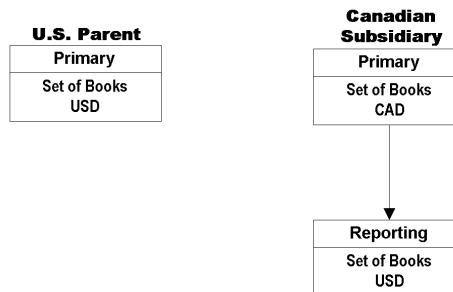 U.S. Parent
Primary
Set of Books
USD
Canadian
Subsidiary
Primary
Set of Books
CAD
Reporting
Set of Books
USD